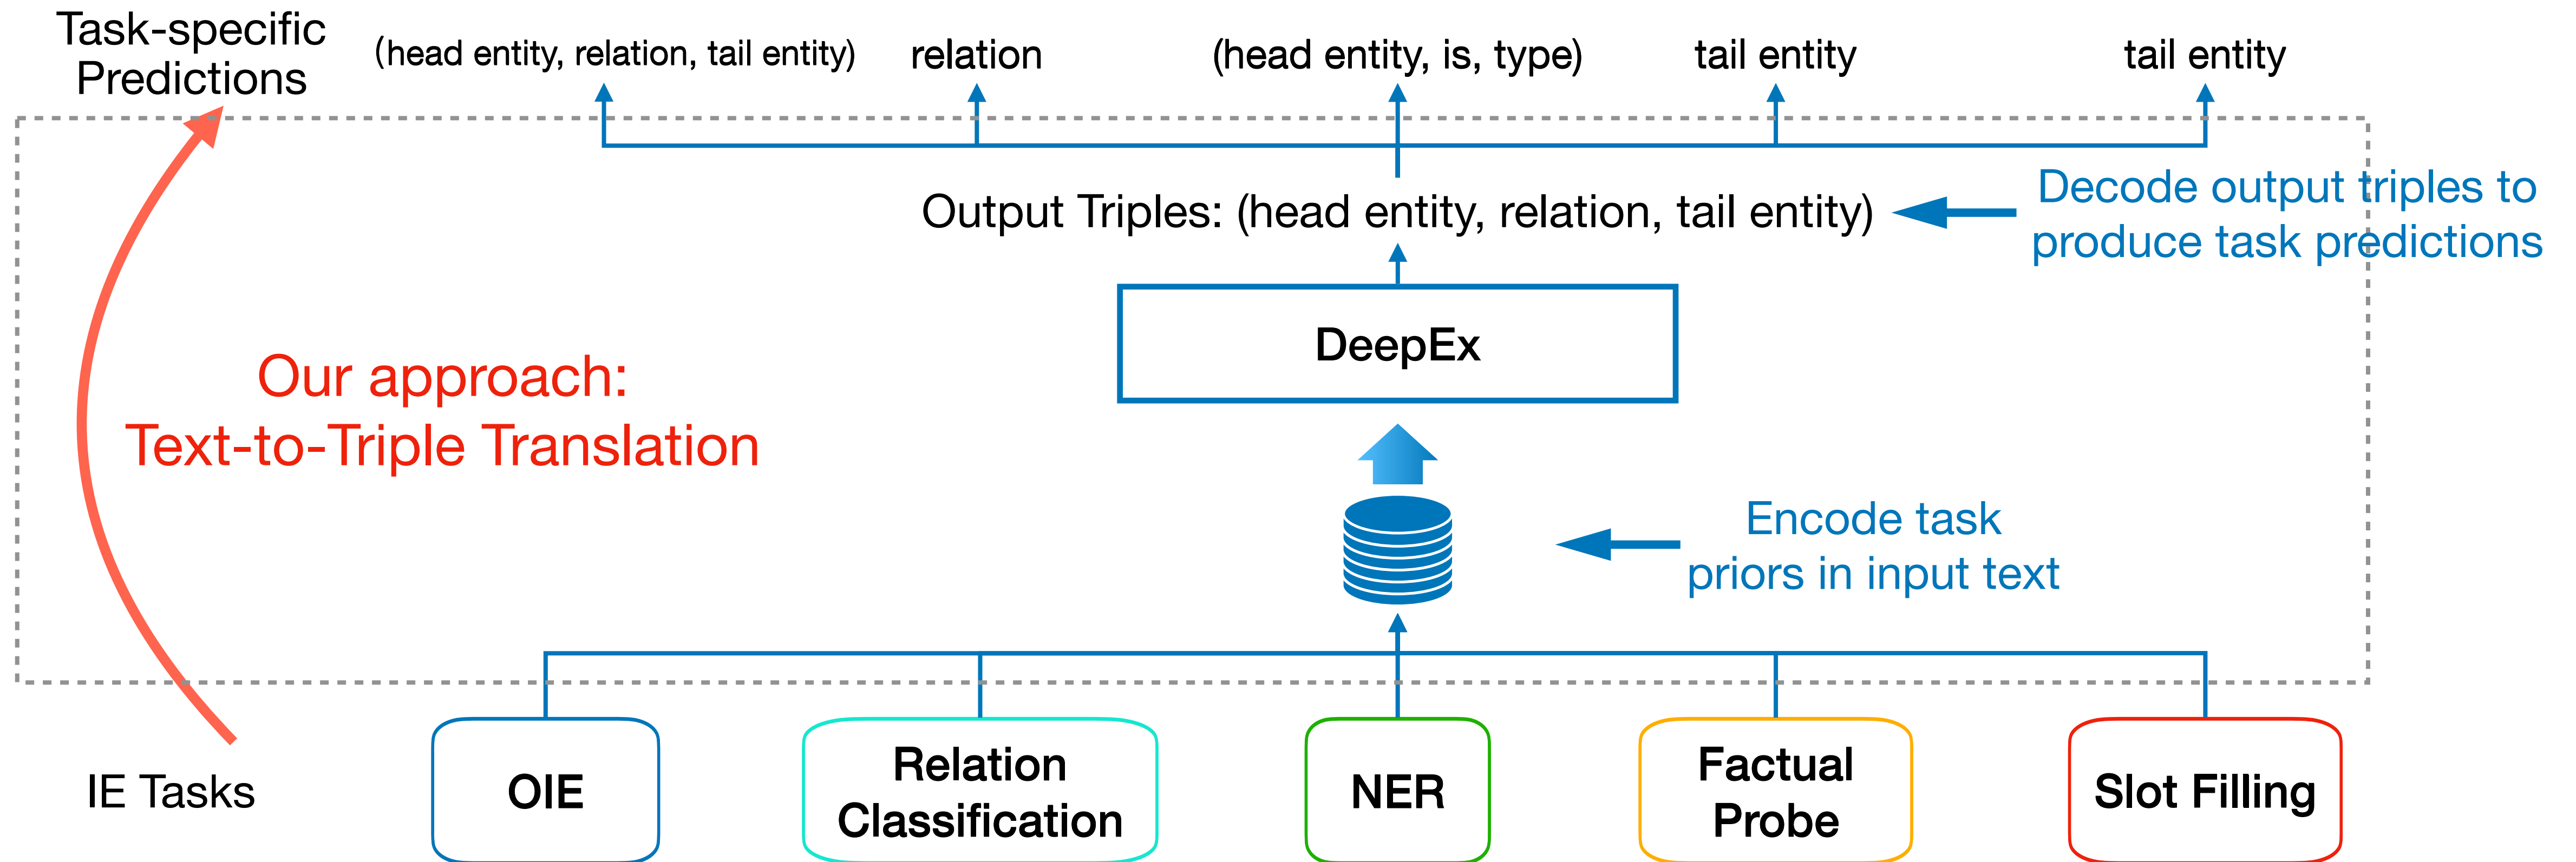 Task-specific
Predictions
(head entity, relation, tail entity)
relation
(head entity, is, type)
tail entity
tail entity
Output Triples: (head entity, relation, tail entity)
Decode output triples to
produce task predictions
DeepEx
Our approach:
Text-to-Triple Translation
Encode task
priors in input text
IE Tasks
OIE
Relation
Classification
NER
Factual
Probe
Slot Filling